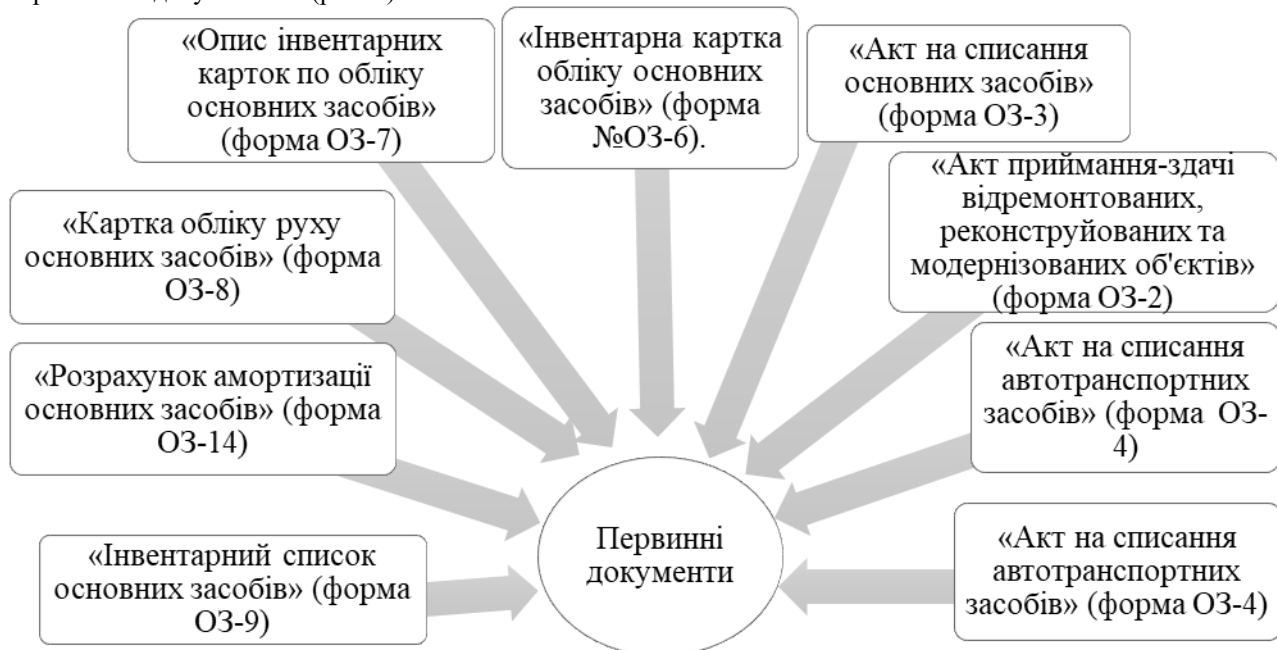 «Опис інвентарних
карток по обліку
основних засобів»
(форма ОЗ-7)
«Інвентарна картка
обліку основних
засобів» (форма
№ОЗ-6).
«Акт на списання
основних засобів»
(форма ОЗ-3)
«Акт приймання-здачі
відремонтованих,
реконструйованих та
модернізованих об'єктів»
(форма ОЗ-2)
«Картка обліку руху
основних засобів» (форма
ОЗ-8)
«Акт на списання
автотранспортних
засобів» (форма ОЗ-
4)
«Розрахунок амортизації
основних засобів» (форма
ОЗ-14)
«Акт на списання
автотранспортних
засобів» (форма ОЗ-4)
«Інвентарний список
основних засобів» (форма
ОЗ-9)
Первинні
документи